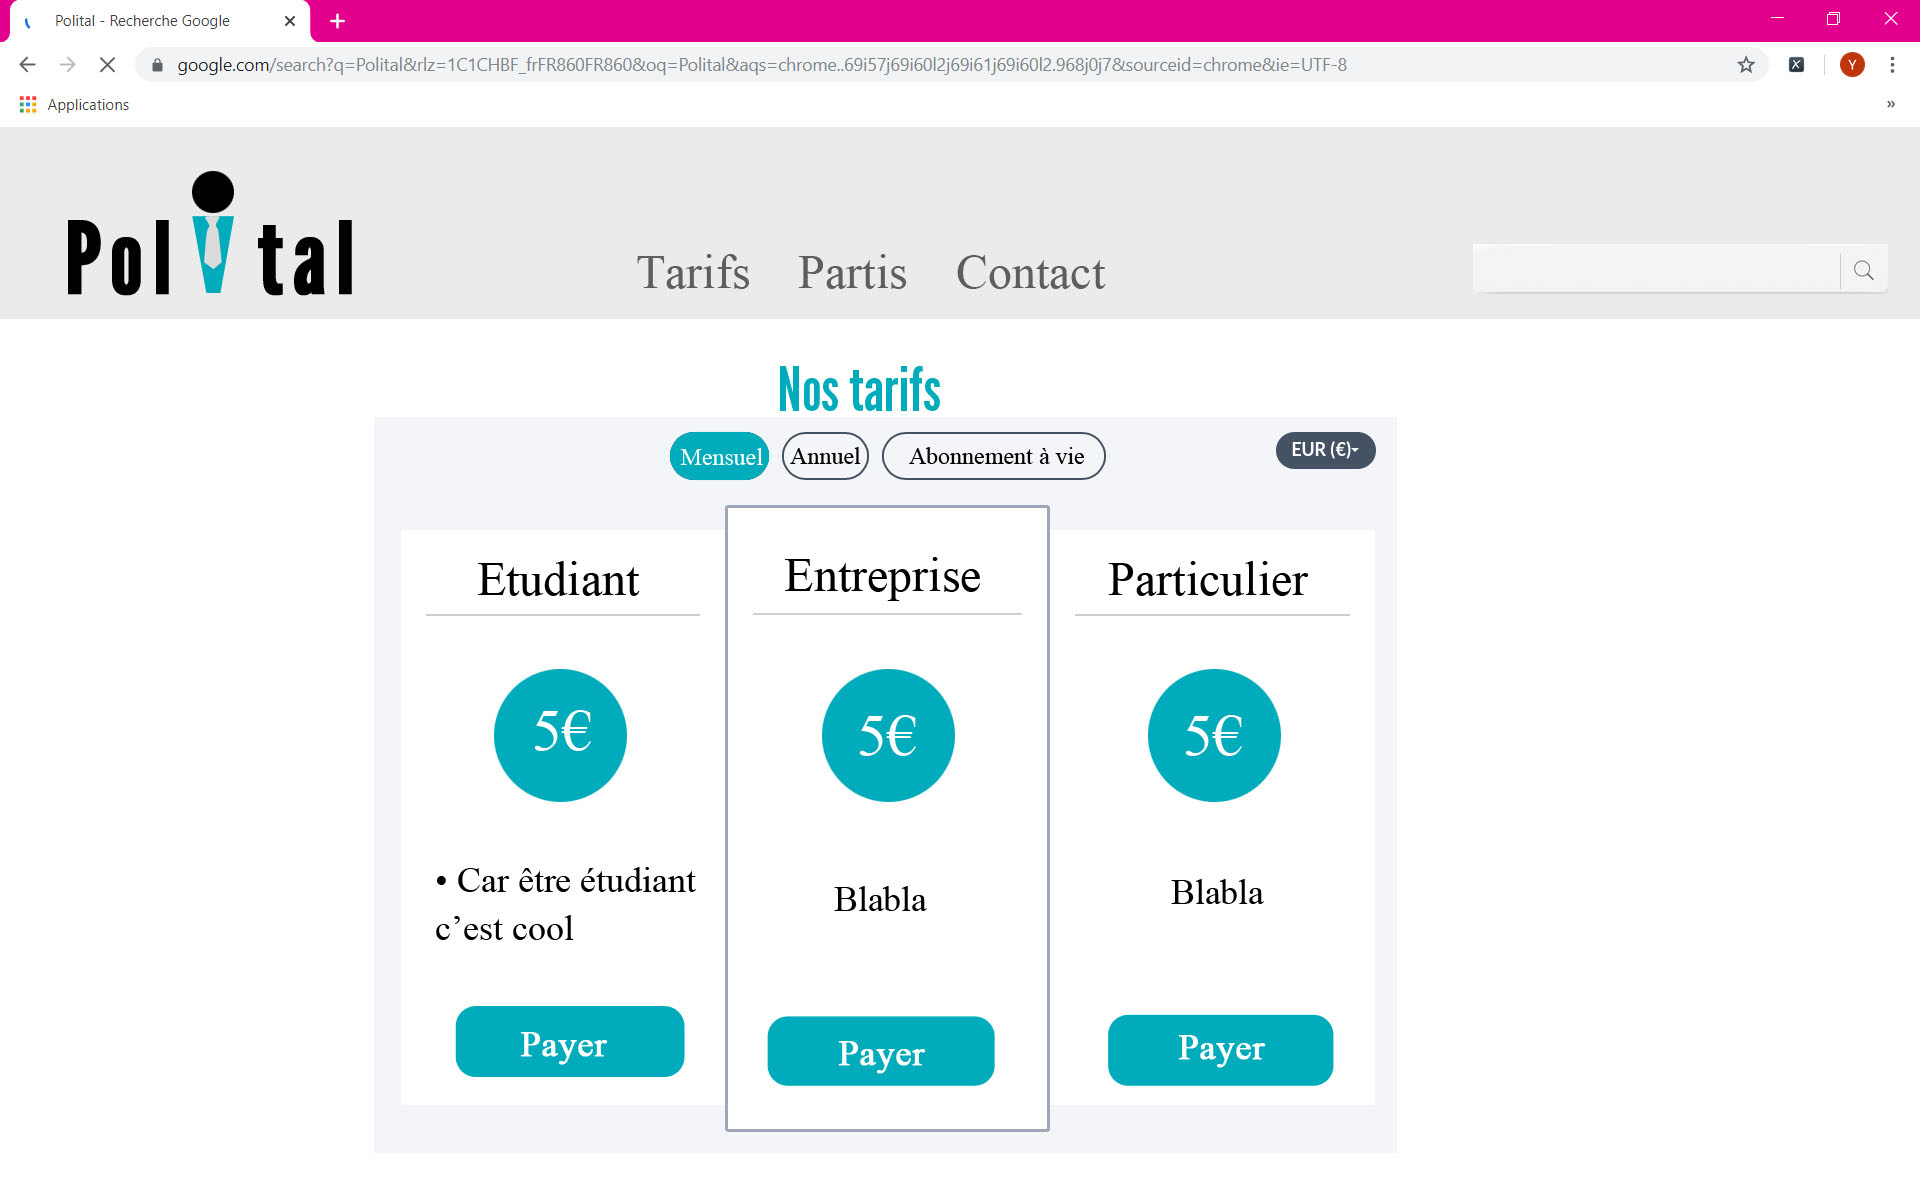 Polital - Recherche Google
google.com/search?q=Polital&rlz=1C1CHBF_frFR860FR860&oq=Polital&aqs=chrome..69i57j69i60l2j69i61j69i60l2.968j0j7&sourceid=chrome&ie=UTF-8
Y
Applications
»
Polital
Tarifs Partis Contact
Nos tarifs
Mensuel Annuel Abonnement à vie EUR (€)
Etudiant Entreprise Particulier
5€ 5€ 5€
• Car être étudiant
c’est cool
Blabla Blabla
Payer Payer Payer